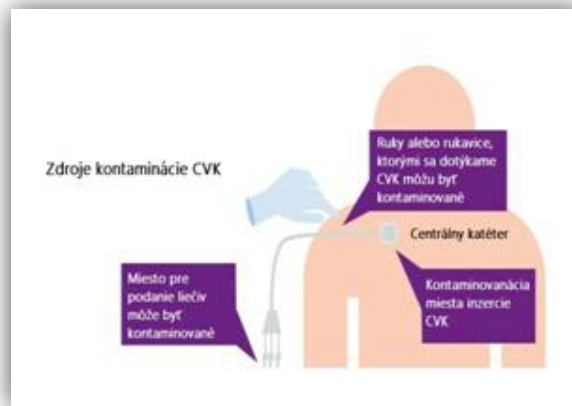 Zdroje kontaminácie CVK
Ruky alebo rukavice,
ktorými sa dotýkame
CVK môžu byť
kontaminované
Centrálny katéter
Miesto pre
podanie liečiv
môže byť
kontaminované
Kontaminovanácia
miesta inzercie
CVK